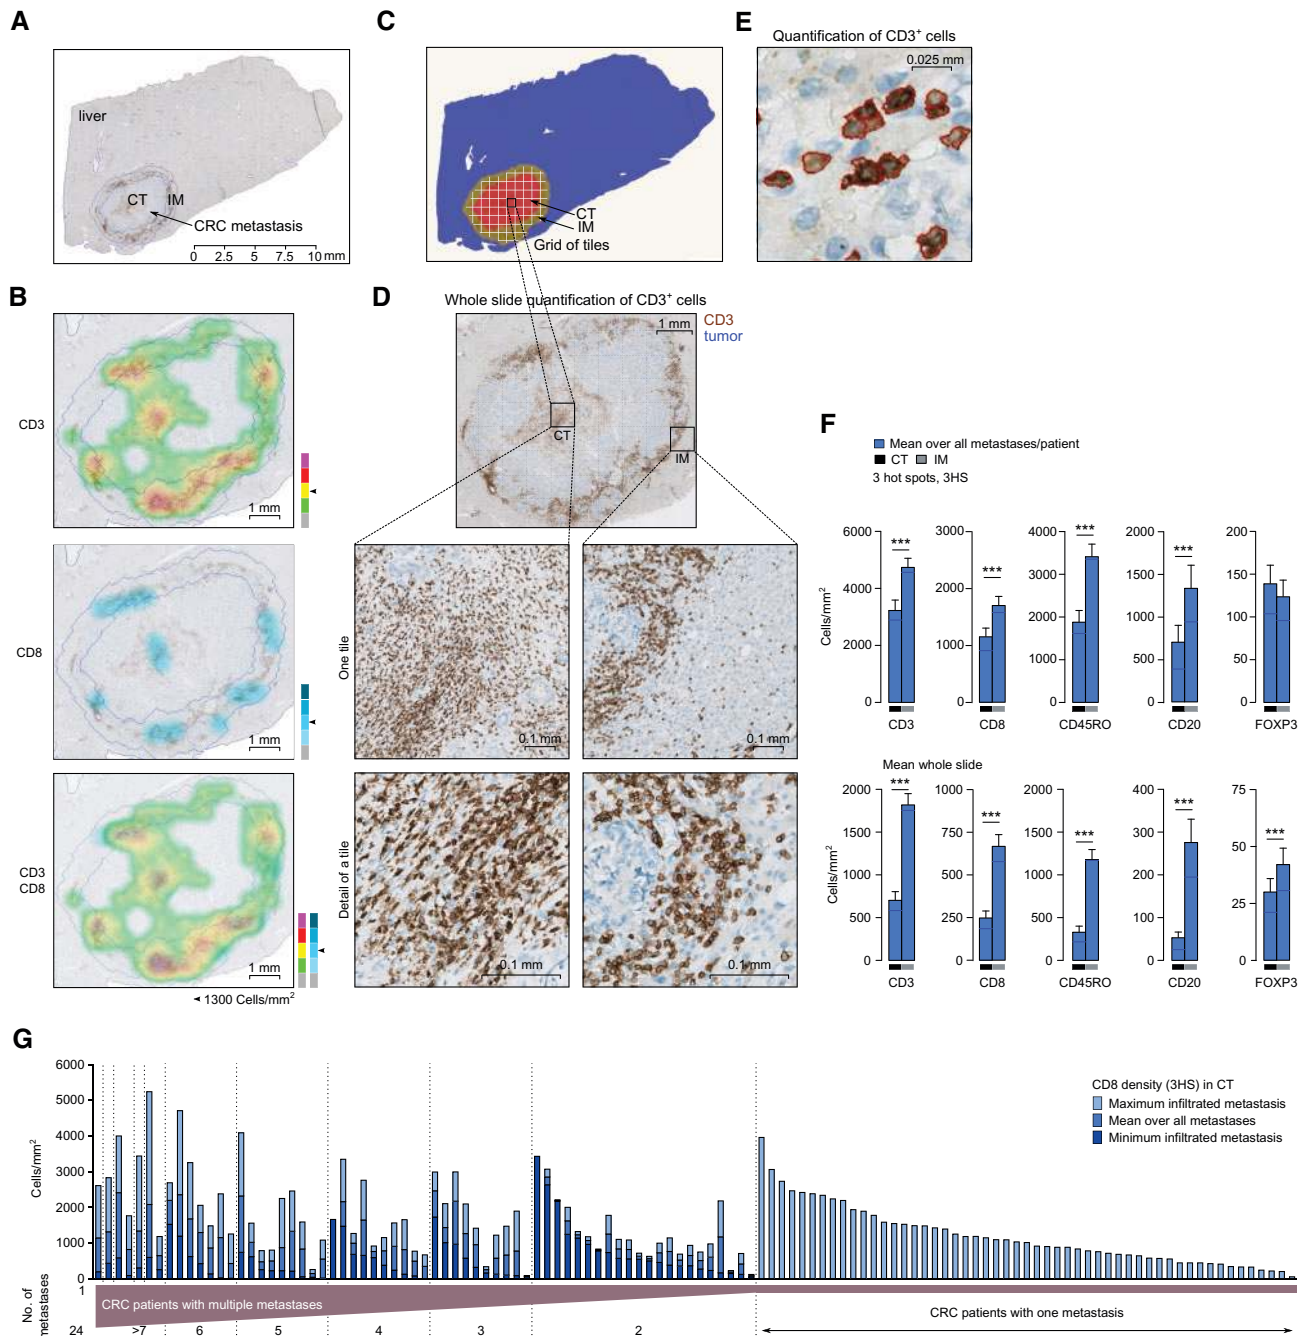 A
liver
CT
IM
CRC metastasis
0 2.5 5 7.5 10 mm
B
CD3
1 mm
CD8
1 mm
CD3
CD8
1 mm
◄ 1300 Cells/mm²
C
CT
IM
Grid of tiles
D
Whole slide quantification of CD3⁺ cells
1 mm
CD3
tumor
CT
IM
One tile
0.1 mm
0.1 mm
Detail of a tile
0.1 mm
0.1 mm
E
Quantification of CD3⁺ cells
0.025 mm
F
Mean over all metastases/patient
CT IM
3 hot spots, 3HS
Cells/mm²
6000
4000
2000
0
***
CD3
3000
2000
1000
0
***
CD8
4000
3000
2000
1000
0
***
CD45RO
2000
1500
1000
500
0
***
CD20
200
150
100
50
0
FOXP3
Mean whole slide
Cells/mm²
2000
1500
1000
500
0
***
CD3
1000
750
500
250
0
***
CD8
2000
1500
1000
500
0
***
CD45RO
400
300
200
100
0
***
CD20
75
50
25
0
***
FOXP3
G
Cells/mm²
6000
5000
4000
3000
2000
1000
0
CD8 density (3HS) in CT
Maximum infiltrated metastasis
Mean over all metastases
Minimum infiltrated metastasis
No. of
metastases
1
CRC patients with multiple metastases
CRC patients with one metastasis
24 >7 6 5 4 3 2